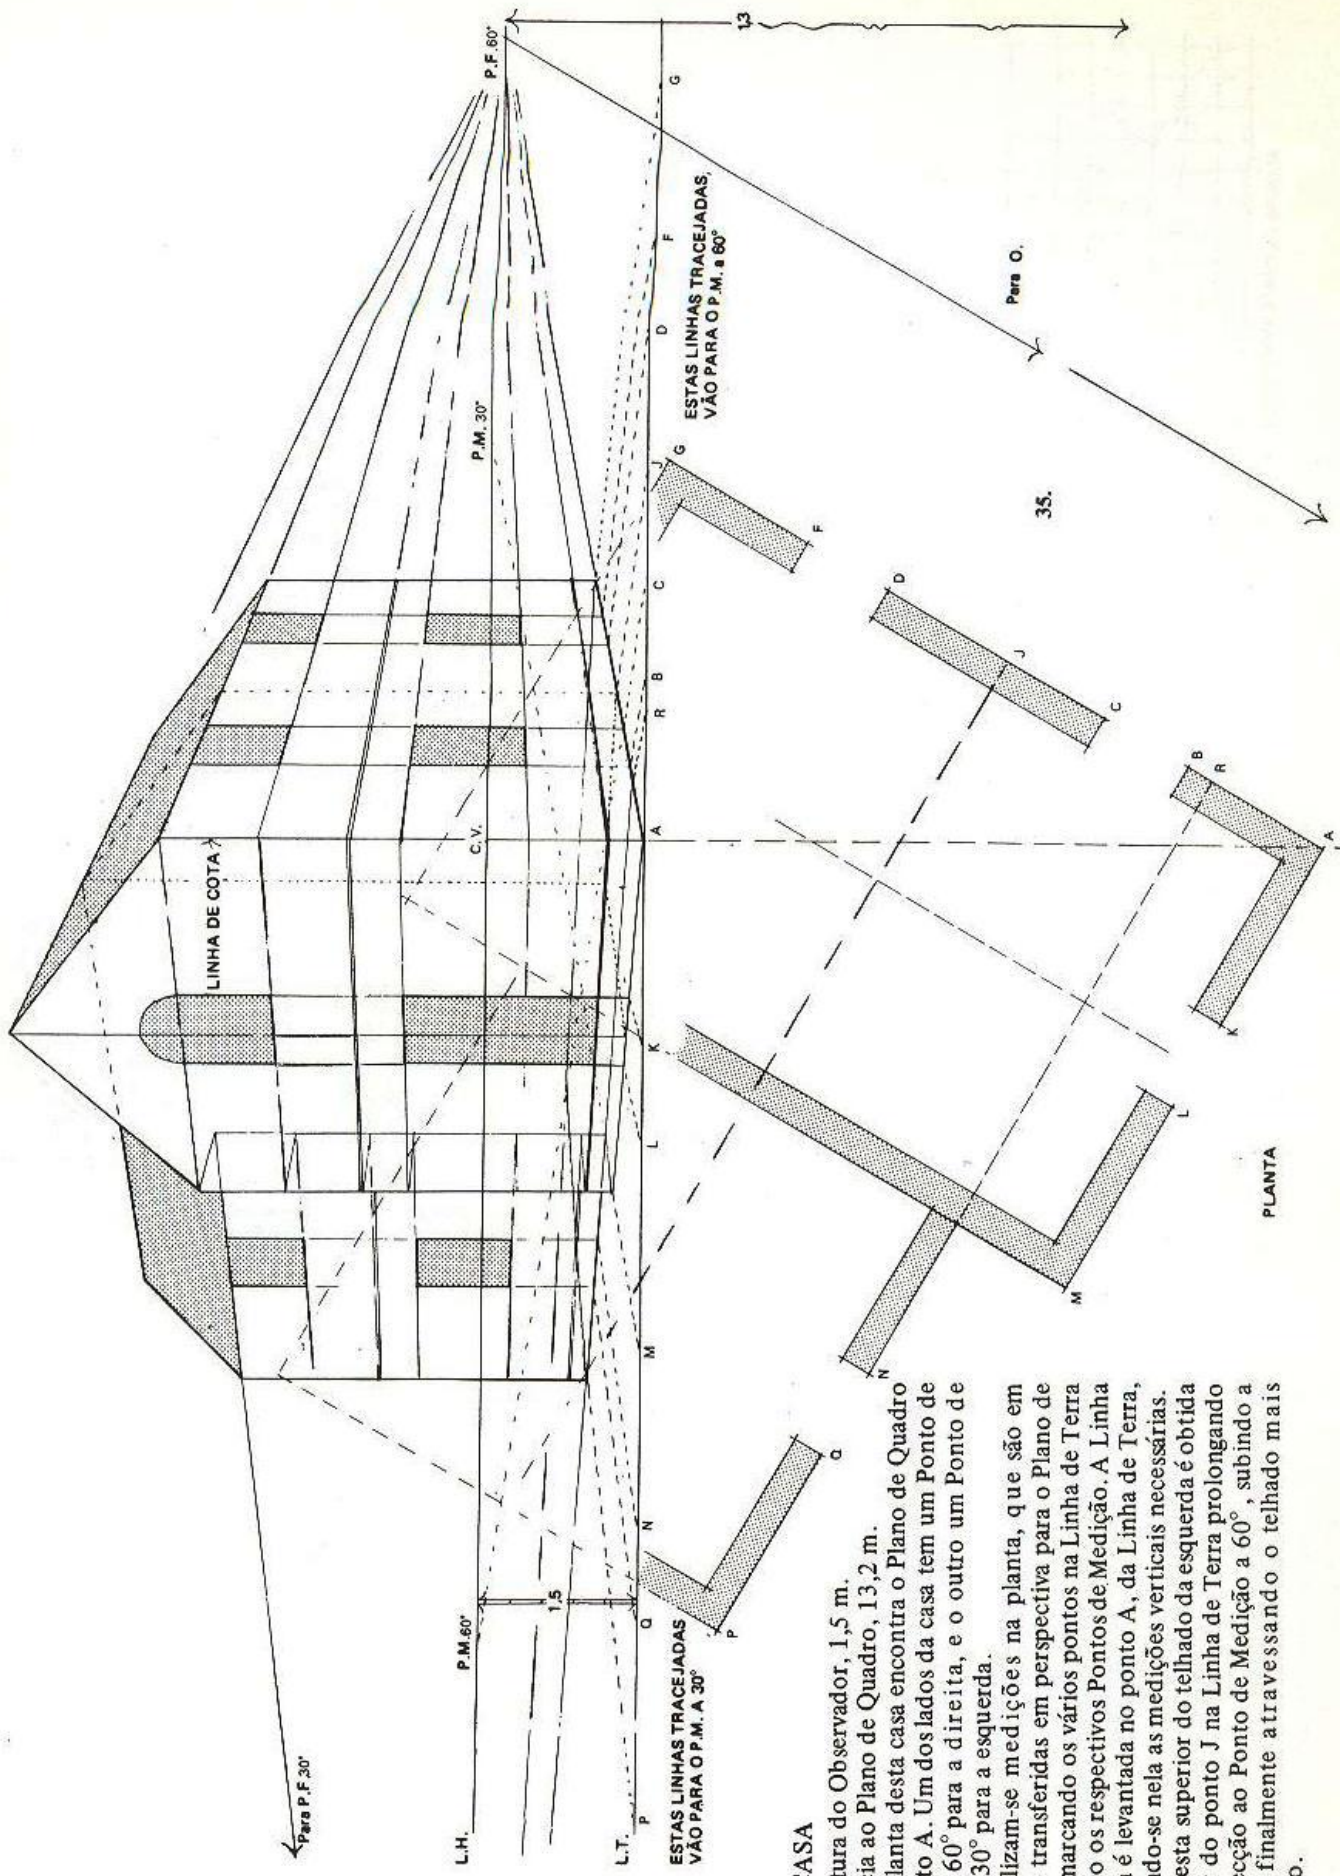 P.F.60°
13
G
F
D
ESTAS LINHAS TRACEJADAS,
VÃO PARA O P.M. a 60°
Para O.
P.M. 30°
C
B
R
C.V.
A
LINHA DE COTA
K
L
M
N
Q
P
1,5
P.M.60°
L.H.
L.T.
Para P.F.30°
ESTAS LINHAS TRACEJADAS
VÃO PARA O P.M. A 30°
J
G
F
D
J
C
B
R
A
K
L
M
N
Q
P
35.
PLANTA
ASA
tura do Observador, 1,5 m.
cia ao Plano de Quadro, 13,2 m.
lanta desta casa encontra o Plano de Quadro
to A. Um dos lados da casa tem um Ponto de
60° para a direita, e o outro um Ponto de
30° para a esquerda.
lizam-se medições na planta, que são em
transferidas em perspectiva para o Plano de
marcando os vários pontos na Linha de Terra
o os respectivos Pontos de Medição. A Linha
é levantada no ponto A, da Linha de Terra,
do-se nela as medições verticais necessárias.
esta superior do telhado da esquerda é obtida
do ponto J na Linha de Terra prolongando
cção ao Ponto de Medição a 60°, subindo a
finalmente atravessando o telhado mais
o.